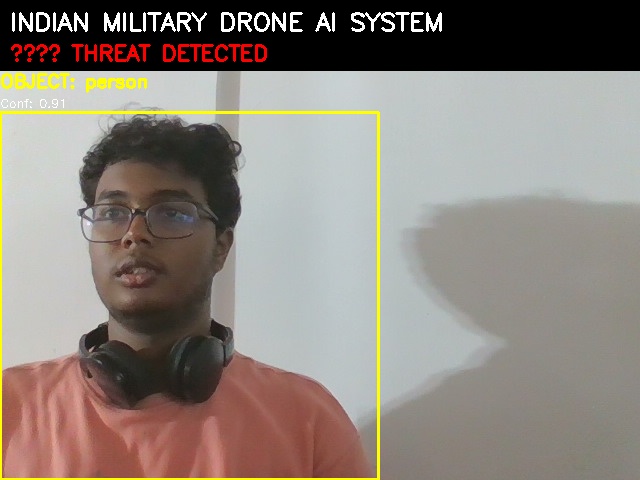 INDIAN MILITARY DRONE AI SYSTEM
???? THREAT DETECTED
OBJECT: person
Conf: 0.91